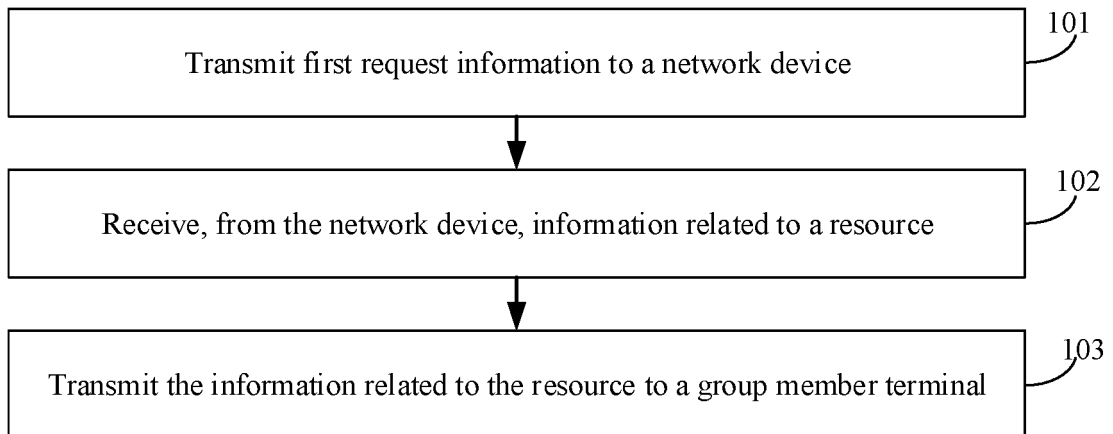 101
Transmit first request information to a network device
102
Receive, from the network device, information related to a resource
103
Transmit the information related to the resource to a group member terminal